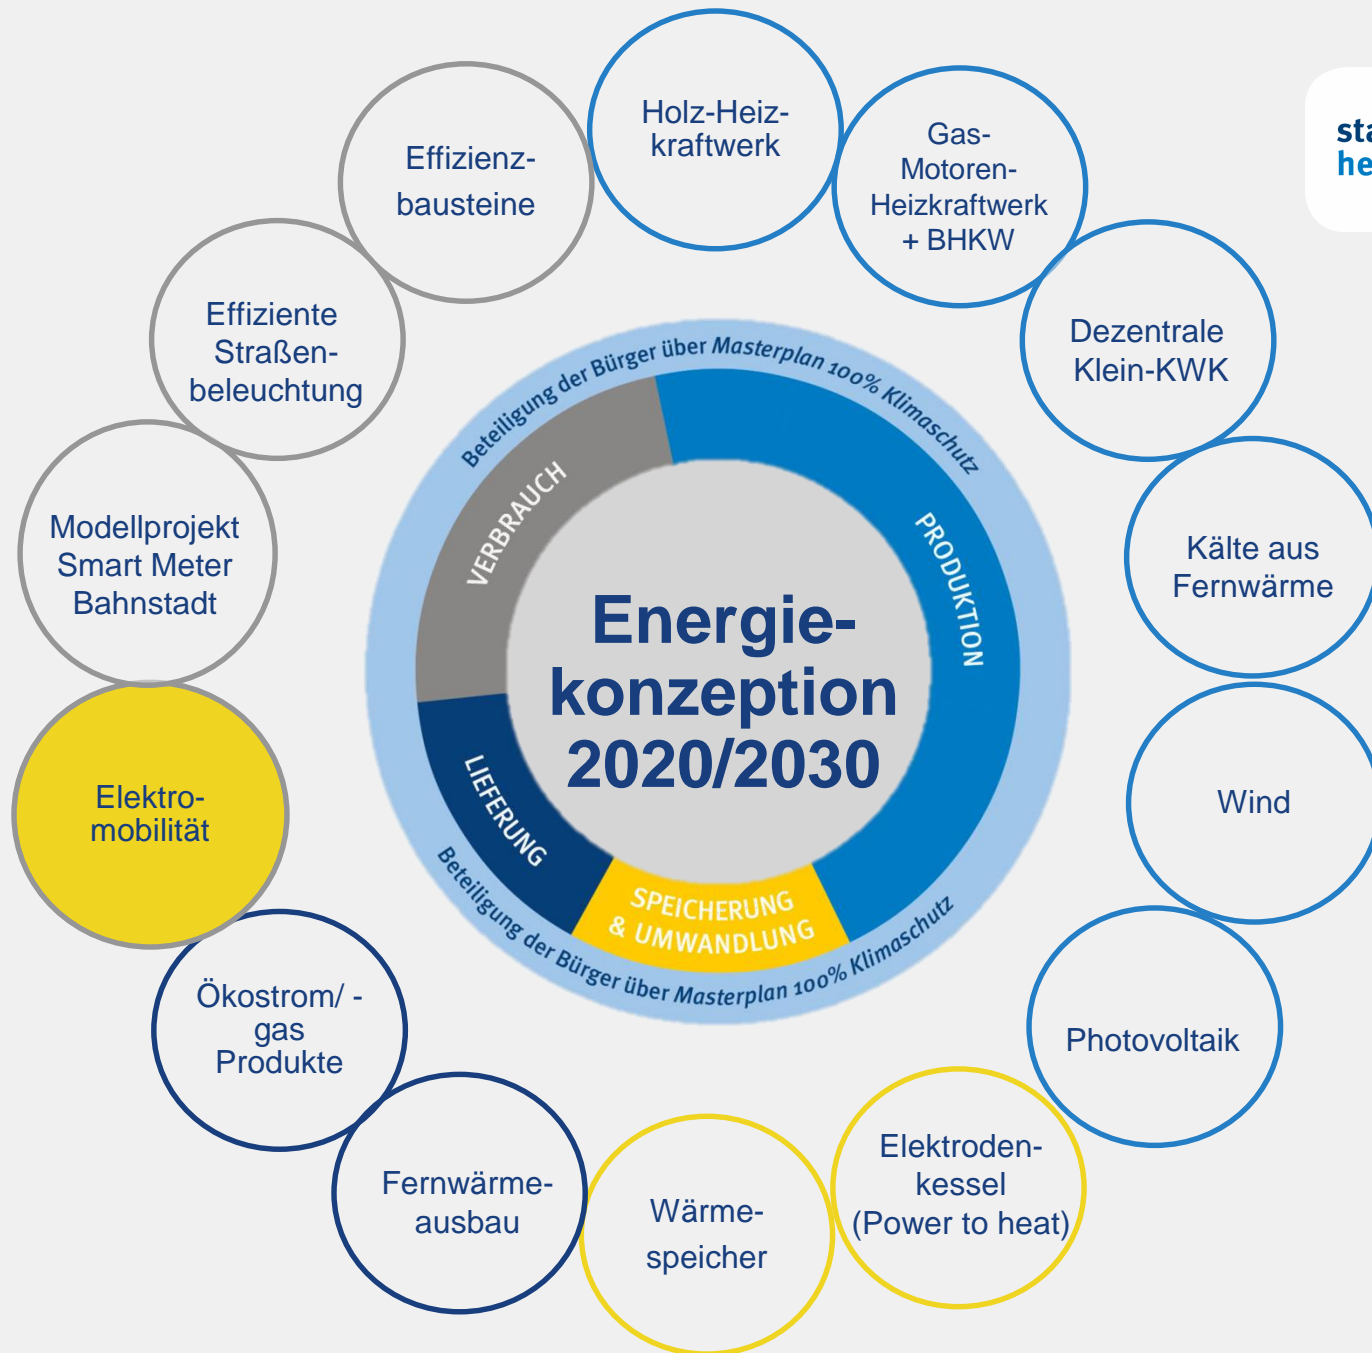 Holz-Heiz-
kraftwerk
Gas-
Motoren-
Heizkraftwerk
+ BHKW
Dezentrale
Klein-KWK
Kälte aus
Fernwärme
Wind
Photovoltaik
Elektroden-
kessel
(Power to heat)
Wärme-
speicher
Fernwärme-
ausbau
Ökostrom/ -
gas
Produkte
Elektro-
mobilität
Modellprojekt
Smart Meter
Bahnstadt
Effiziente
Straßen-
beleuchtung
Effizienz-
bausteine
Beteiligung der Bürger über Masterplan 100% Klimaschutz
PRODUKTION
SPEICHERUNG
& UMWANDLUNG
LIEFERUNG
VERBRAUCH
Beteiligung der Bürger über Masterplan 100% Klimaschutz
Energie-
konzeption
2020/2030